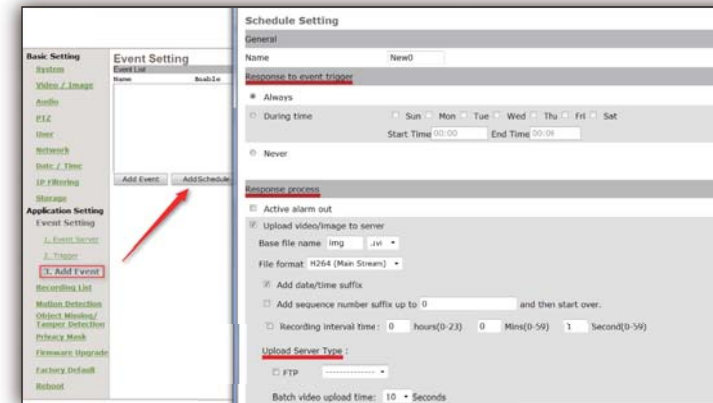 Basic Setting
System
Video / Image
Audio
PTZ
User
Network
Date / Time
IP Filtering
Storage
Application Setting
Event Setting
1. Event Server
2. Trigger
3. Add Event
Recording List
Motion Detection
Object Missing/
Tamper Detection
Privacy Mask
Firmware Upgrade
Factory Default
Reboot
Event Setting
Event List
Name Enable
Add Event Add Schedule
Schedule Setting
General
Name New0
Response to event trigger
Always
During time Sun Mon Tue Wed Thu Fri Sat
Start Time 00:00 End Time
Never
Response process
Active alarm out
Upload video/image to server
Base file name img .avi
File format H264 (Main Stream)
Add date/time suffix
Add sequence number suffix up to 0 and then start over.
Recording interval time: 0 hours(0-23) 0 Mins(0-59) 1 Second(0-59)
Upload Server Type :
FTP --------------
Batch video upload time: 10 Seconds